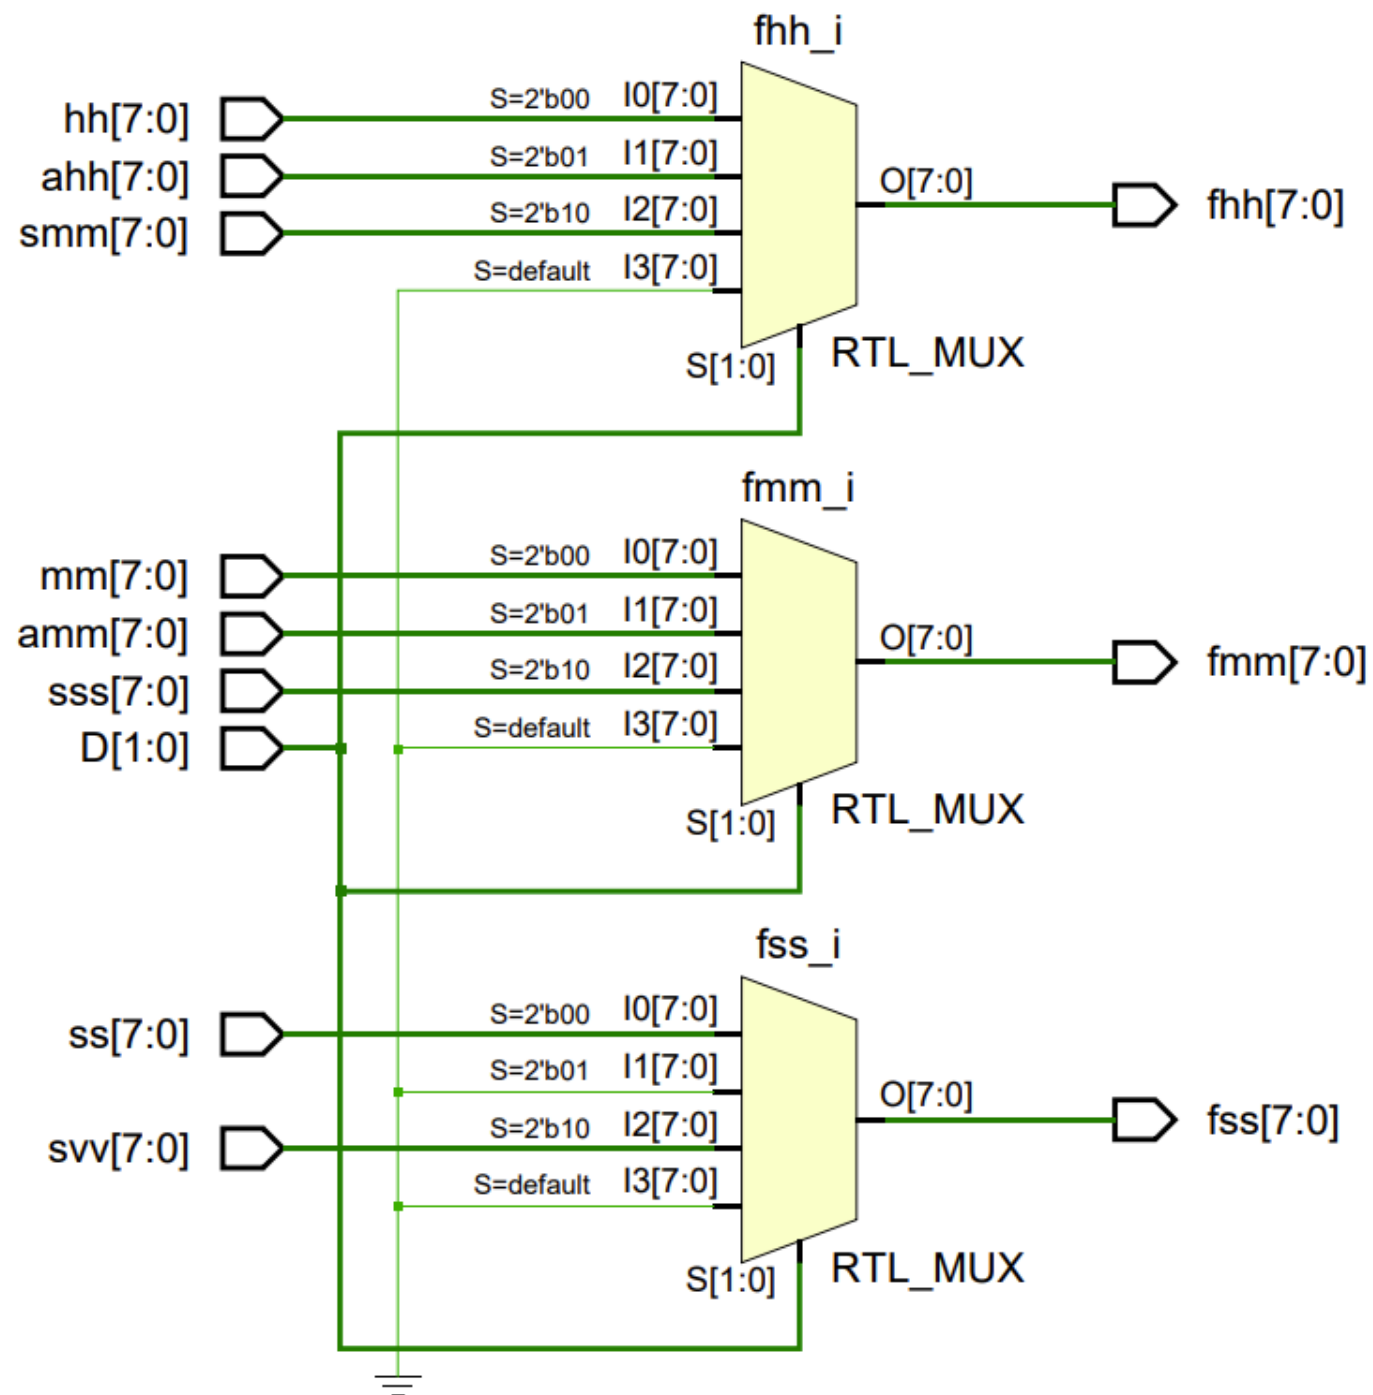 fhh_i
hh[7:0] S=2'b00 I0[7:0]
ahh[7:0] S=2'b01 I1[7:0]
O[7:0] fhh[7:0]
smm[7:0] S=2'b10 I2[7:0]
S=default I3[7:0]
S[1:0] RTL_MUX
fmm_i
mm[7:0] S=2'b00 I0[7:0]
amm[7:0] S=2'b01 I1[7:0]
O[7:0] fmm[7:0]
sss[7:0] S=2'b10 I2[7:0]
D[1:0] S=default I3[7:0]
S[1:0] RTL_MUX
fss_i
ss[7:0] S=2'b00 I0[7:0]
S=2'b01 I1[7:0]
O[7:0] fss[7:0]
svv[7:0] S=2'b10 I2[7:0]
S=default I3[7:0]
S[1:0] RTL_MUX